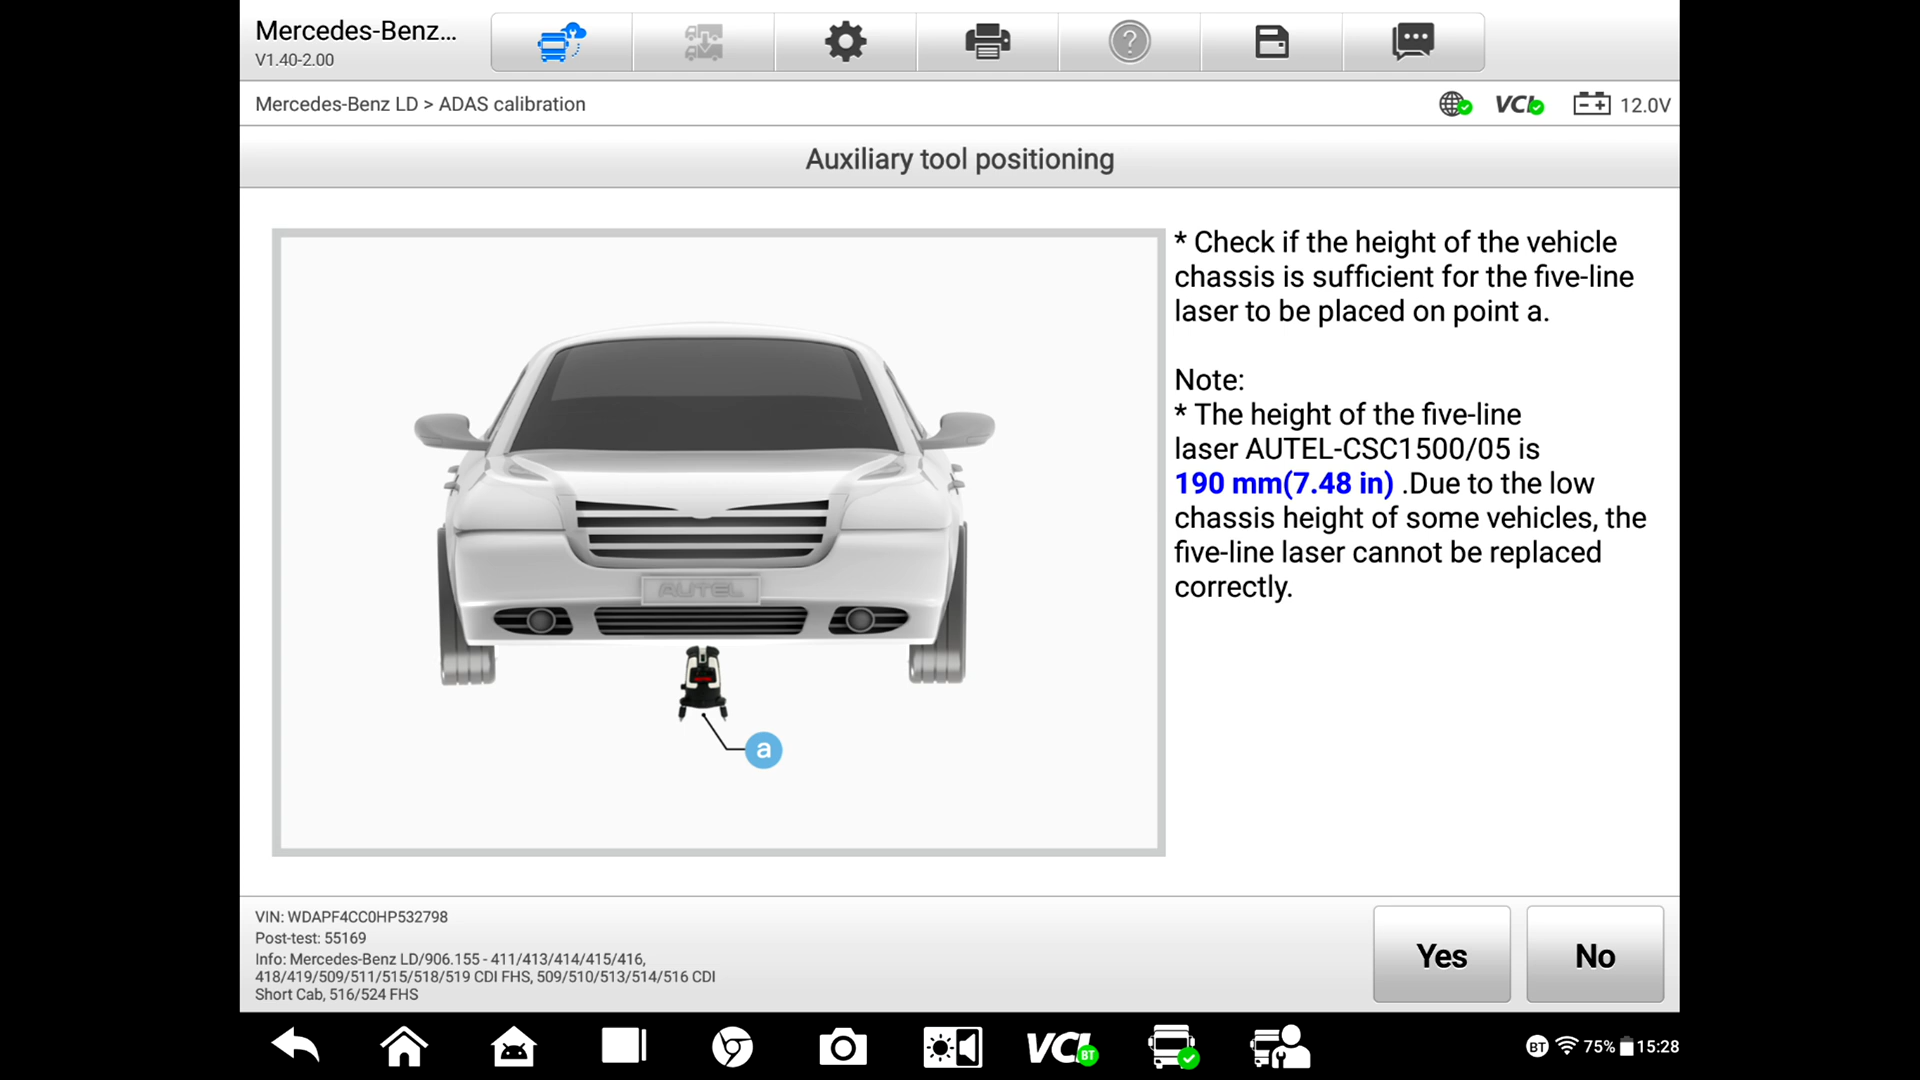 Mercedes-Benz...
V1.40-2.00
Mercedes-Benz LD > ADAS calibration
VCI
12.0V
Auxiliary tool positioning
* Check if the height of the vehicle
chassis is sufficient for the five-line
laser to be placed on point a.
Note:
* The height of the five-line
laser AUTEL-CSC1500/05 is
190 mm(7.48 in) .Due to the low
chassis height of some vehicles, the
five-line laser cannot be replaced
correctly.
AUTEL
a
VIN: WDAPF4CC0HP532798
Post-test: 55169
Info: Mercedes-Benz LD/906.155 - 411/413/414/415/416,
418/419/509/511/515/518/519 CDI FHS, 509/510/513/514/516 CDI
Short Cab, 516/524 FHS
Yes
No
VCI
BT
BT
75%
15:28